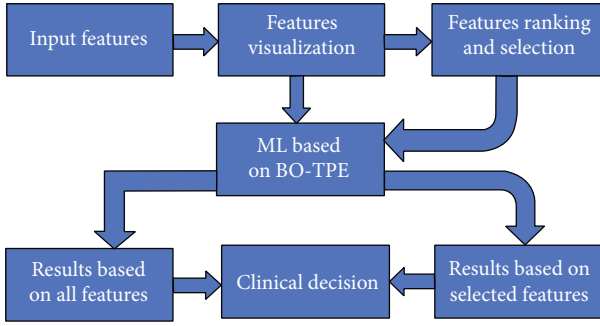 Input features
Features
visualization
Features ranking
and selection
ML based
on BO-TPE
Results based
on all features
Clinical decision
Results based on
selected features